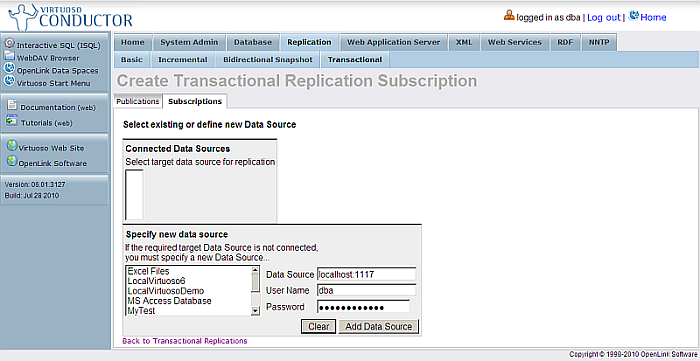 VIRTUOSO
CONDUCTOR
logged in as dba | Log out | Home
Interactive SQL (ISQL)
WebDAV Browser
OpenLink Data Spaces
Virtuoso Start Menu
Documentation (web)
Tutorials (web)
Virtuoso Web Site
OpenLink Software
Version: 06.01.3127
Build: Jul 28 2010
Home System Admin Database Replication Web Application Server XML Web Services RDF NNTP
Basic Incremental Bidirectional Snapshot Transactional
Create Transactional Replication Subscription
Publications Subscriptions
Select existing or define new Data Source
Connected Data Sources
Select target data source for replication
Specify new data source
If the required target Data Source is not connected,
you must specify a new Data Source...
Excel Files
LocalVirtuoso6
LocalVirtuosoDemo
MS Access Database
MyTest
Data Source localhost:1117
User Name dba
Password ●●●●●●●●●●●●
Clear Add Data Source
Back to Transactional Replications
Copyright © 1998-2010 OpenLink Software